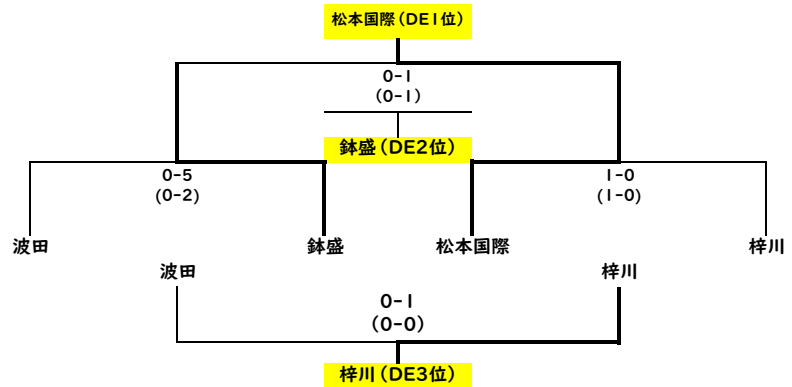 松本国際(DE1位)
0-1
(0-1)
鉢盛(DE2位)
0-5
(0-2)
1-0
(1-0)
波田
鉢盛
松本国際
梓川
波田
梓川
0-1
(0-0)
梓川(DE3位)